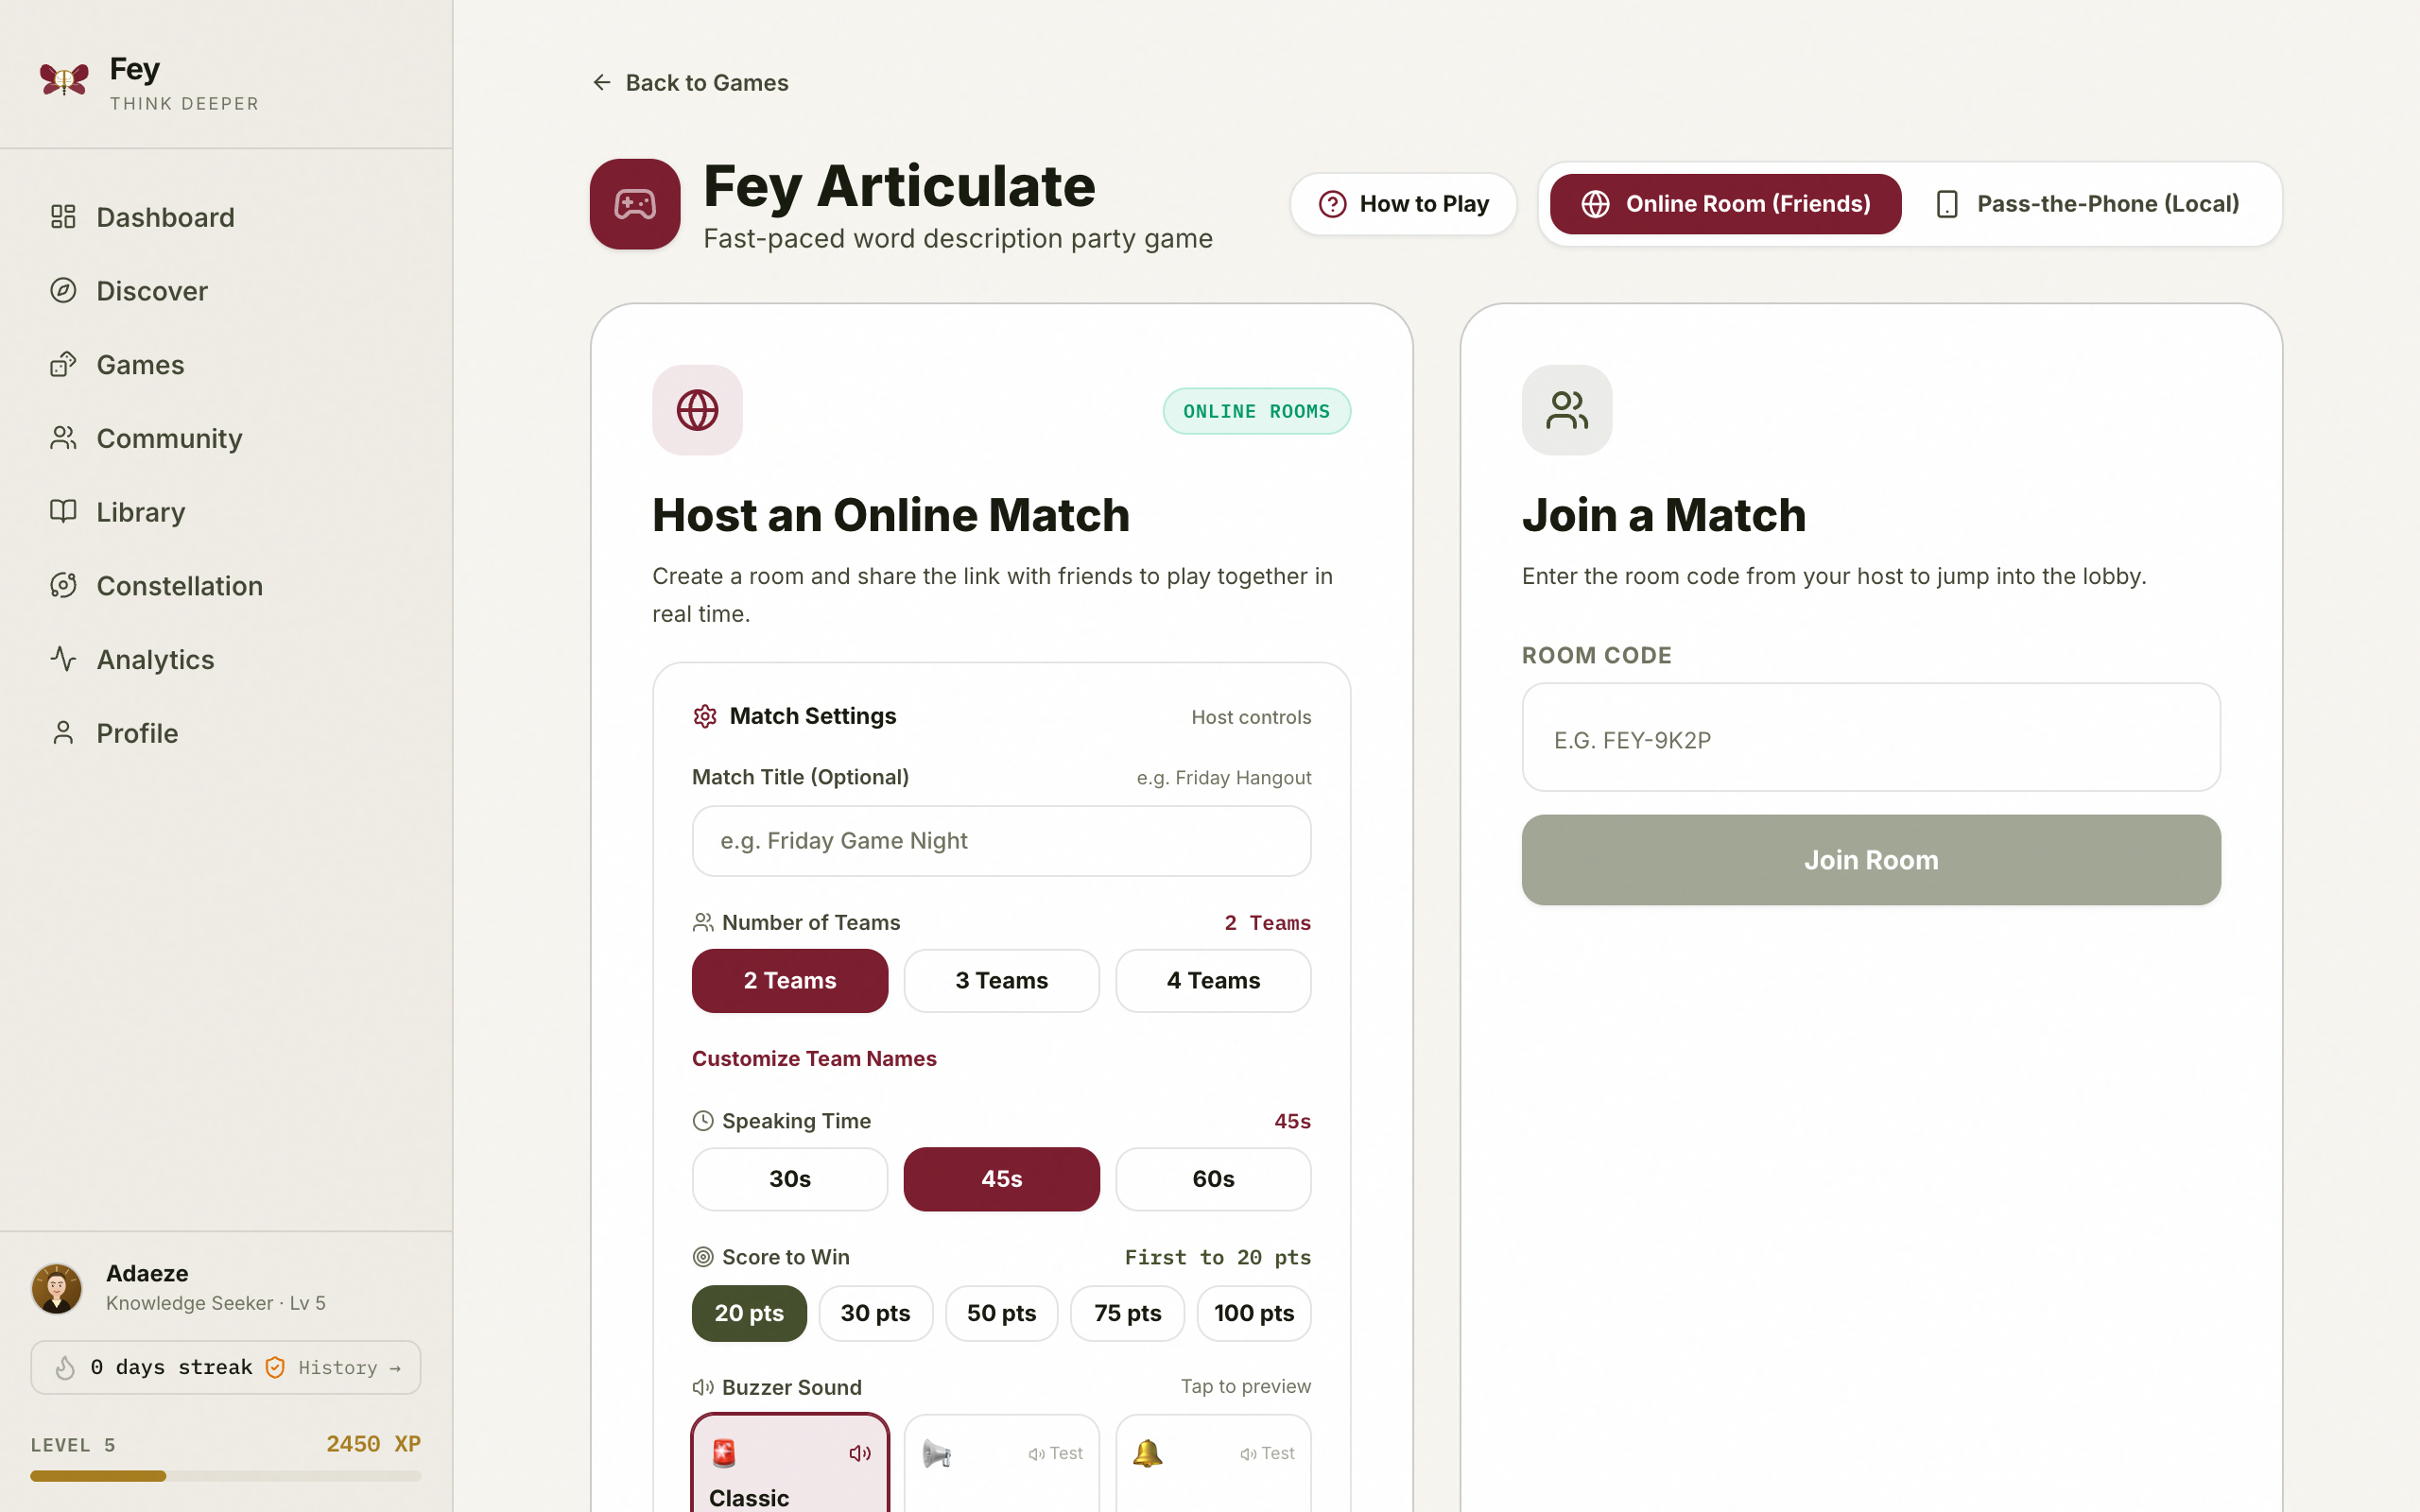 Fey
THINK DEEPER
Dashboard
Discover
Games
Community
Library
Constellation
Analytics
Profile
Adaeze
Knowledge Seeker · Lv 5
0 days streak History →
LEVEL 5 2450 XP
← Back to Games
Fey Articulate
Fast-paced word description party game
How to Play
Online Room (Friends)
Pass-the-Phone (Local)
ONLINE ROOMS
Host an Online Match
Create a room and share the link with friends to play together in
real time.
Match Settings Host controls
Match Title (Optional) e.g. Friday Hangout
e.g. Friday Game Night
Number of Teams 2 Teams
2 Teams 3 Teams 4 Teams
Customize Team Names
Speaking Time 45s
30s 45s 60s
Score to Win First to 20 pts
20 pts 30 pts 50 pts 75 pts 100 pts
Buzzer Sound Tap to preview
Test Test
Classic
Join a Match
Enter the room code from your host to jump into the lobby.
ROOM CODE
E.G. FEY-9K2P
Join Room